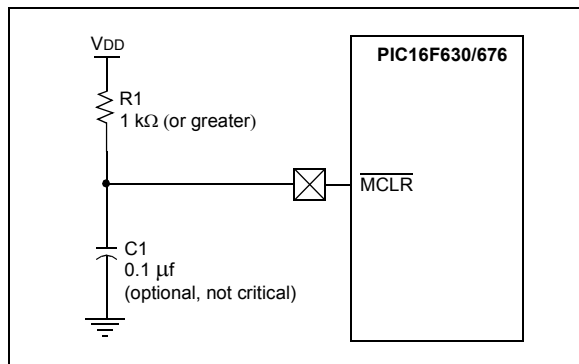 VDD
PIC16F630/676
R1
1 kΩ (or greater)
MCLR
C1
0.1 μf
(optional, not critical)